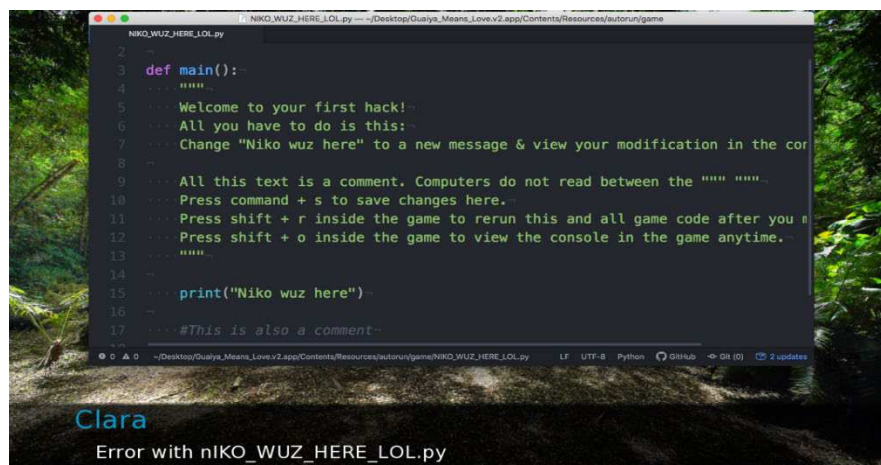 NIKO_WUZ_HERE_LOL.py — ~/Desktop/Guaiya_Means_Love.v2.app/Contents/Resources/autorun/game
NIKO_WUZ_HERE_LOL.py
2
3 def main():
4 """
5 Welcome to your first hack!
6 All you have to do is this:
7 Change "Niko wuz here" to a new message & view your modification in the con
8
9 All this text is a comment. Computers do not read between the """ """
10 Press command + s to save changes here.
11 Press shift + r inside the game to rerun this and all game code after you m
12 Press shift + o inside the game to view the console in the game anytime.
13 """
14
15 print("Niko wuz here")
16
17 #This is also a comment
0 0 ~/Desktop/Guaiya_Means_Love.v2.app/Contents/Resources/autorun/game/NIKO_WUZ_HERE_LOL.py LF UTF-8 Python GitHub Git (0) 2 updates
Clara
Error with nIKO_WUZ_HERE_LOL.py